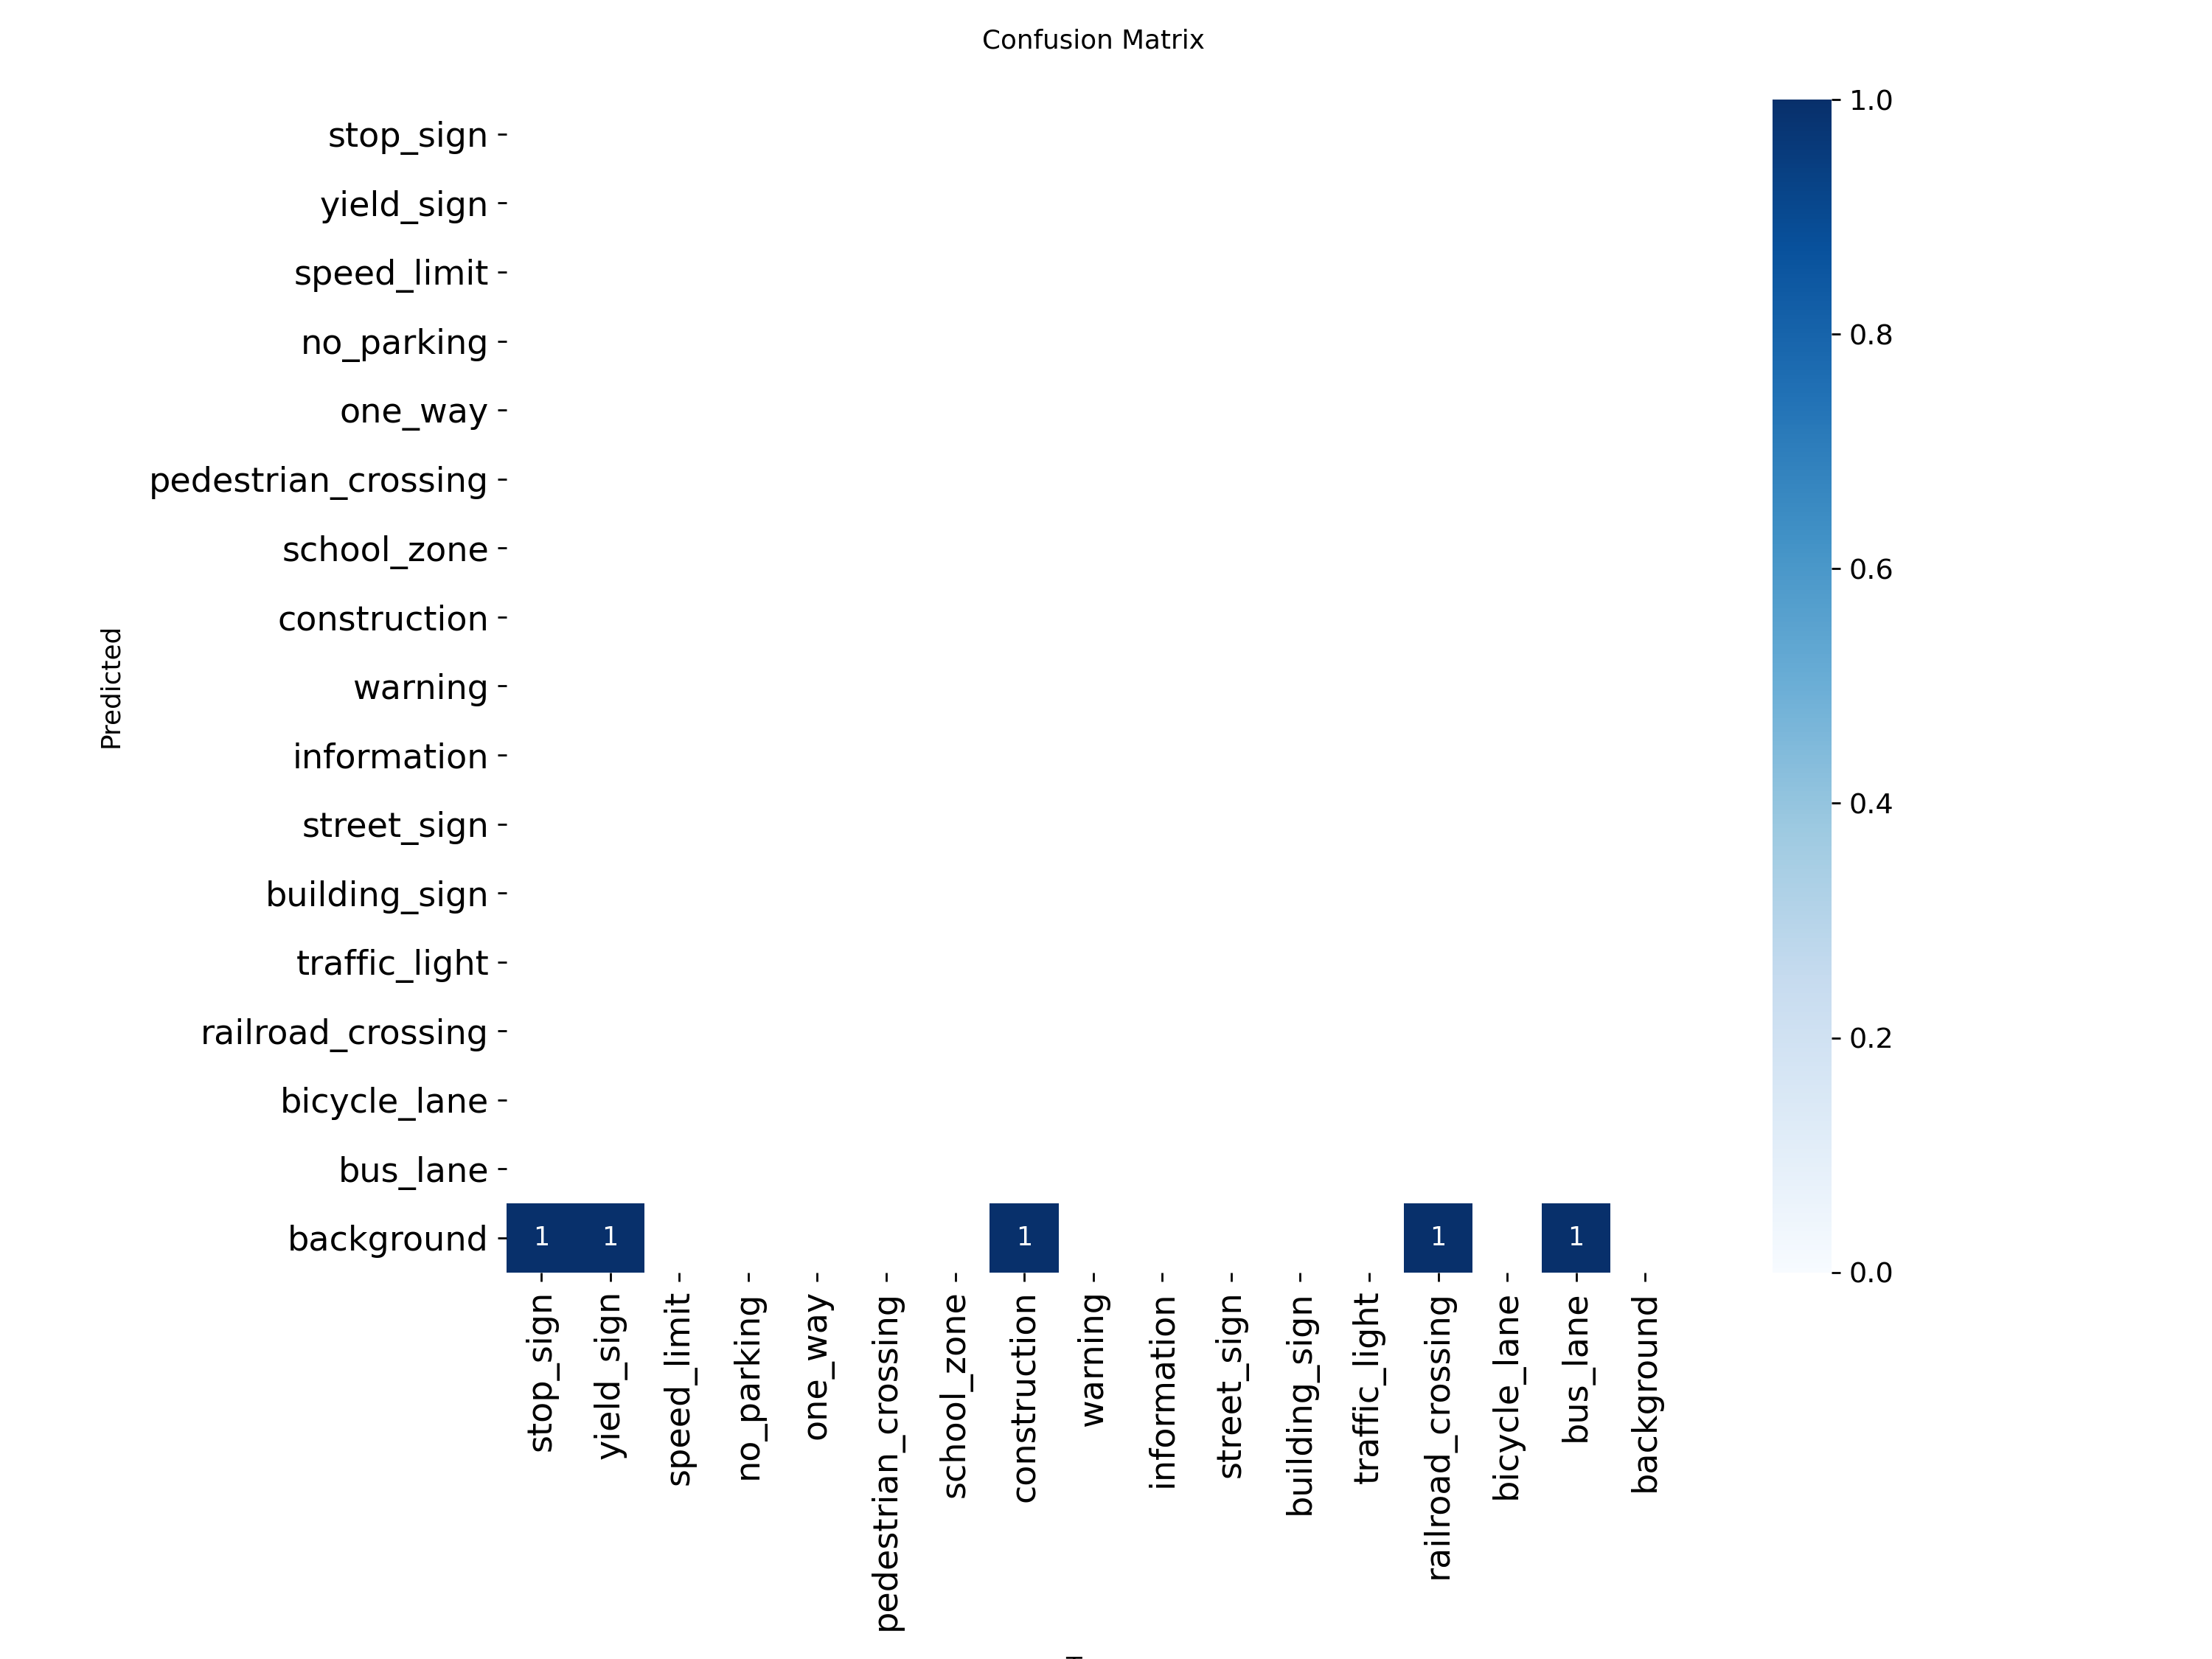 Confusion Matrix
stop_sign
yield_sign
speed_limit
no_parking
one_way
pedestrian_crossing
school_zone
construction
warning
information
street_sign
building_sign
traffic_light
railroad_crossing
bicycle_lane
bus_lane
background
Predicted
1 1 1 1 1
stop_sign
yield_sign
speed_limit
no_parking
one_way
pedestrian_crossing
school_zone
construction
warning
information
street_sign
building_sign
traffic_light
railroad_crossing
bicycle_lane
bus_lane
background
1.0
0.8
0.6
0.4
0.2
0.0